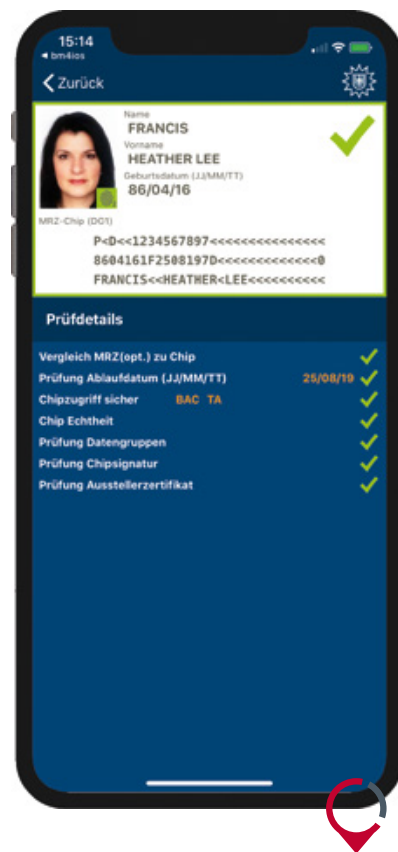 15:14
◀ bm4ios
Zurück
Name
FRANCIS
Vorname
HEATHER LEE
Geburtsdatum (JJ/MM/TT)
86/04/16
MRZ-Chip (DG1)
P<D<<1234567897<<<<<<<<<<<<<<<
8604161F2508197D<<<<<<<<<<<<<0
FRANCIS<<HEATHER<LEE<<<<<<<<<<
Prüfdetails
Vergleich MRZ(opt.) zu Chip
Prüfung Ablaufdatum (JJ/MM/TT) 25/08/19
Chipzugriff sicher BAC TA
Chip Echtheit
Prüfung Datengruppen
Prüfung Chipsignatur
Prüfung Ausstellerzertifikat